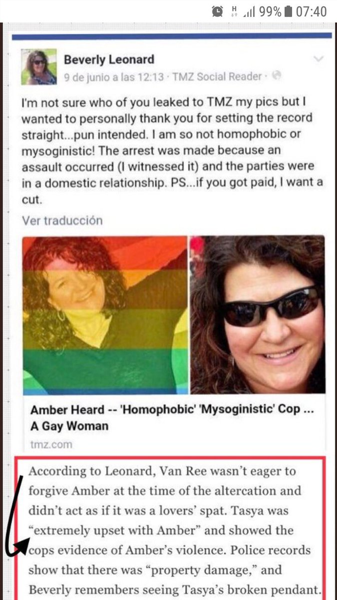 99% 07:40
Beverly Leonard
9 de junio a las 12:13 · TMZ Social Reader ·
I'm not sure who of you leaked to TMZ my pics but I
wanted to personally thank you for setting the record
straight...pun intended. I am so not homophobic or
mysoginistic! The arrest was made because an
assault occurred (I witnessed it) and the parties were
in a domestic relationship. PS...if you got paid, I want a
cut.
Ver traducción
Amber Heard -- 'Homophobic' 'Mysoginistic' Cop ...
A Gay Woman
tmz.com
According to Leonard, Van Ree wasn't eager to
forgive Amber at the time of the altercation and
didn't act as if it was a lovers' spat. Tasya was
“extremely upset with Amber” and showed the
cops evidence of Amber's violence. Police records
show that there was “property damage,” and
Beverly remembers seeing Tasya's broken pendant.